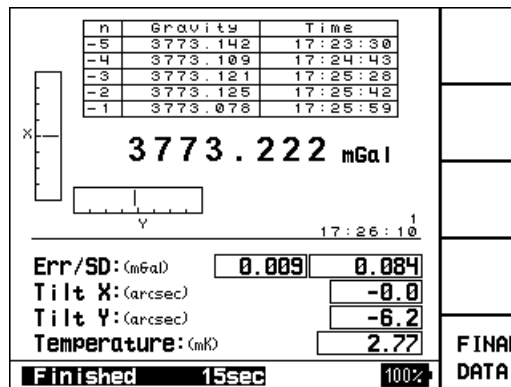 n Gravity Time
-5 3773.142 17:23:30
-4 3773.109 17:24:43
-3 3773.121 17:25:28
-2 3773.125 17:25:42
-1 3773.078 17:25:59
X
3773.222 mGal
Y
1
17:26:10
Err/SD:(mGal) 0.009 0.084
Tilt X:(arcsec) -0.0
Tilt Y:(arcsec) -6.2
Temperature:(mK) 2.77
FINAL
DATA
Finished 15sec 100%